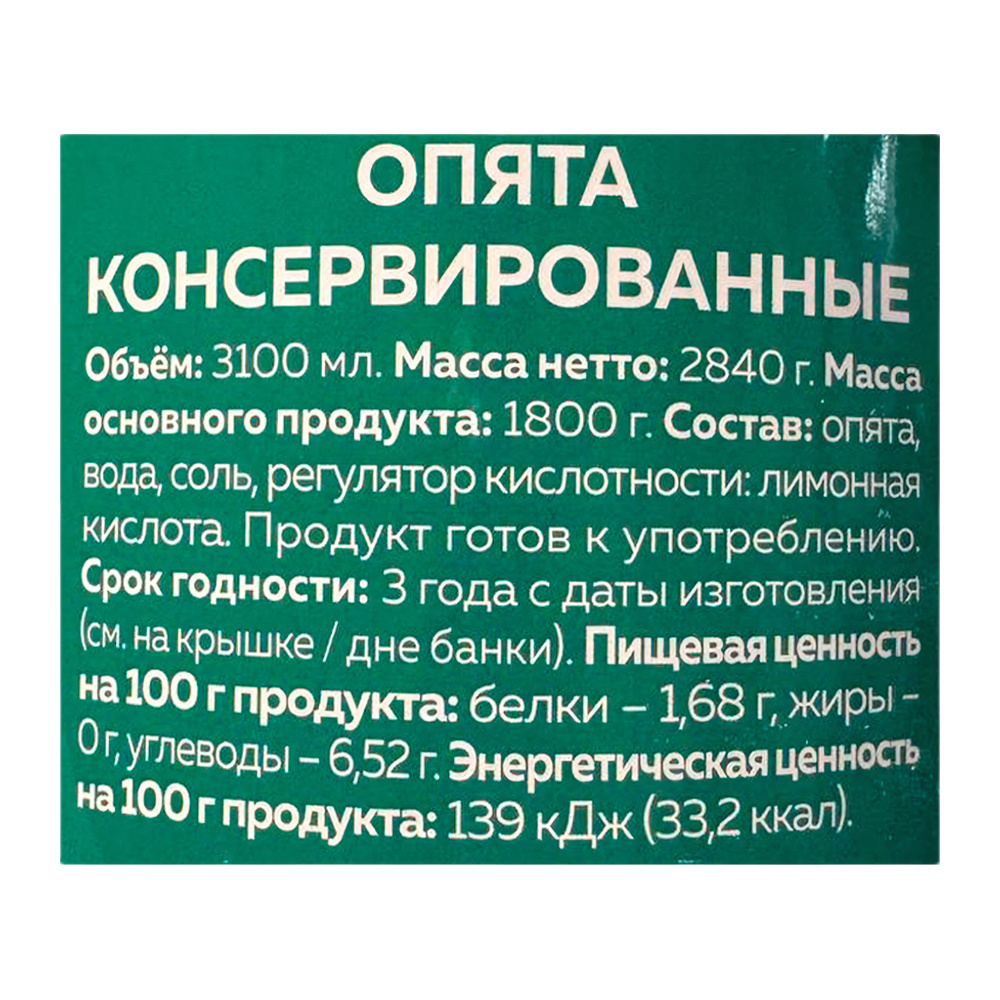 ОПЯТА
КОНСЕРВИРОВАННЫЕ
Объём: 3100 мл. Масса нетто: 2840 г. Масса
основного продукта: 1800 г. Состав: опята,
вода, соль, регулятор кислотности: лимонная
кислота. Продукт готов к употреблению.
Срок годности: 3 года с даты изготовления
(см. на крышке / дне банки). Пищевая ценность
на 100 г продукта: белки – 1,68 г, жиры –
0 г, углеводы – 6,52 г. Энергетическая ценность
на 100 г продукта: 139 кДж (33,2 ккал).